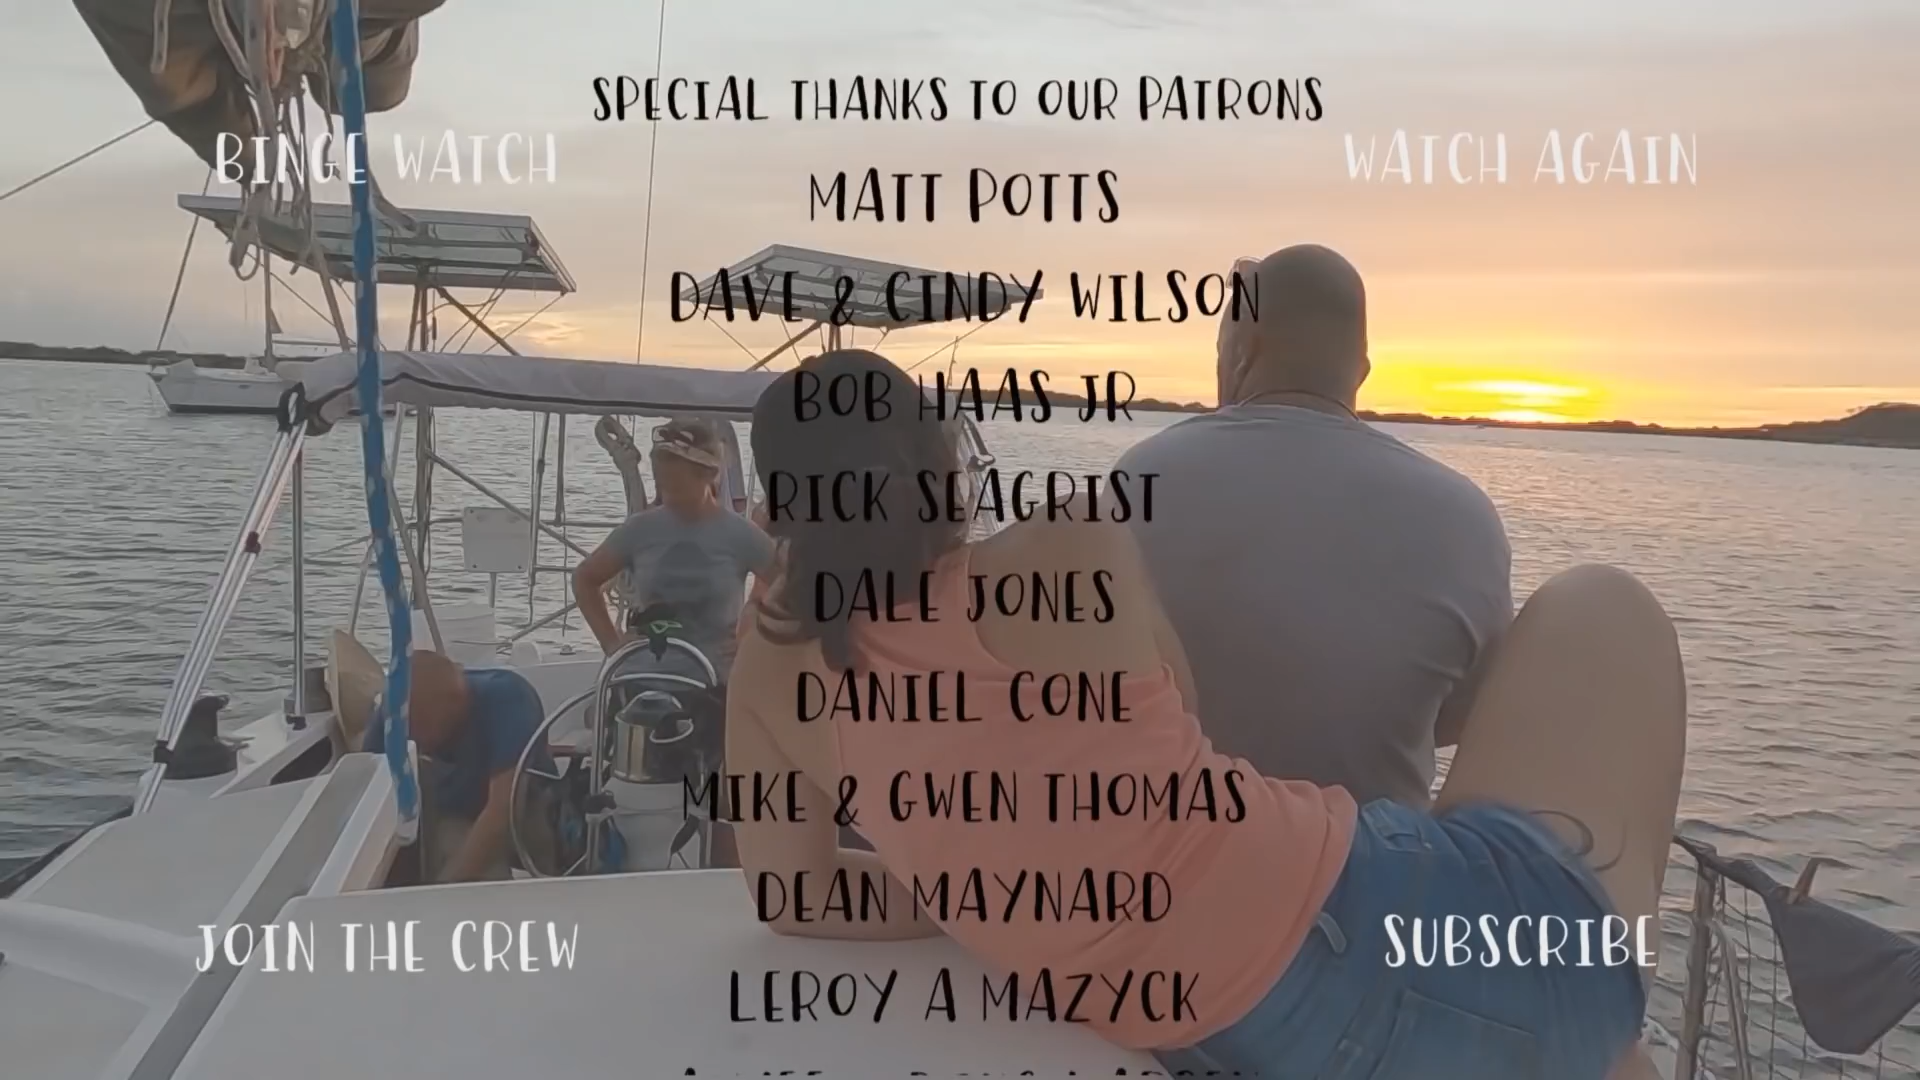 SPECIAL THANKS TO OUR PATRONS
BINGE WATCH
WATCH AGAIN
MATT POTTS
DAVE & CINDY WILSON
BOB HAAS JR
RICK SEAGRIST
DALE JONES
DANIEL CONE
MIKE & GWEN THOMAS
DEAN MAYNARD
JOIN THE CREW
SUBSCRIBE
LEROY A MAZYCK